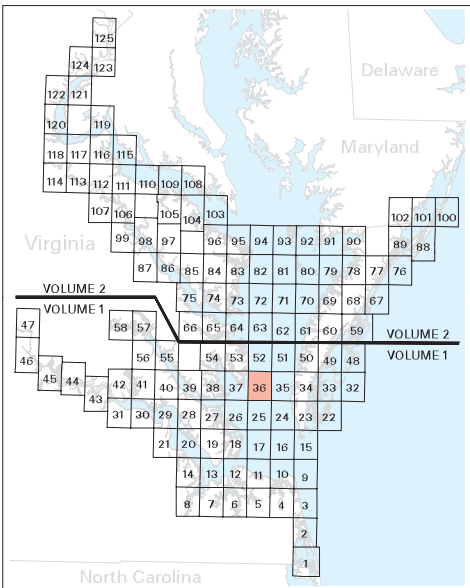 125
Delaware
124 123
122 121
120 119
Maryland
118 117 116 115
114 113 112 111 110 109 108
107 106 105 104 103 102 101 100
Virginia
99 98 97 96 95 94 93 92 91 90 89 88
87 86 85 84 83 82 81 80 79 78 77 76
75 74 73 72 71 70 69 68 67
VOLUME 2
VOLUME 1
47 58 57 66 65 64 63 62 61 60 59
VOLUME 2
VOLUME 1
46 56 55 54 53 52 51 50 49 48
45 44 43 42 41 40 39 38 37 36 35 34 33 32
31 30 29 28 27 26 25 24 23 22
21 20 19 18 17 16 15
14 13 12 11 10 9
8 7 6 5 4 3
2
1
North Carolina